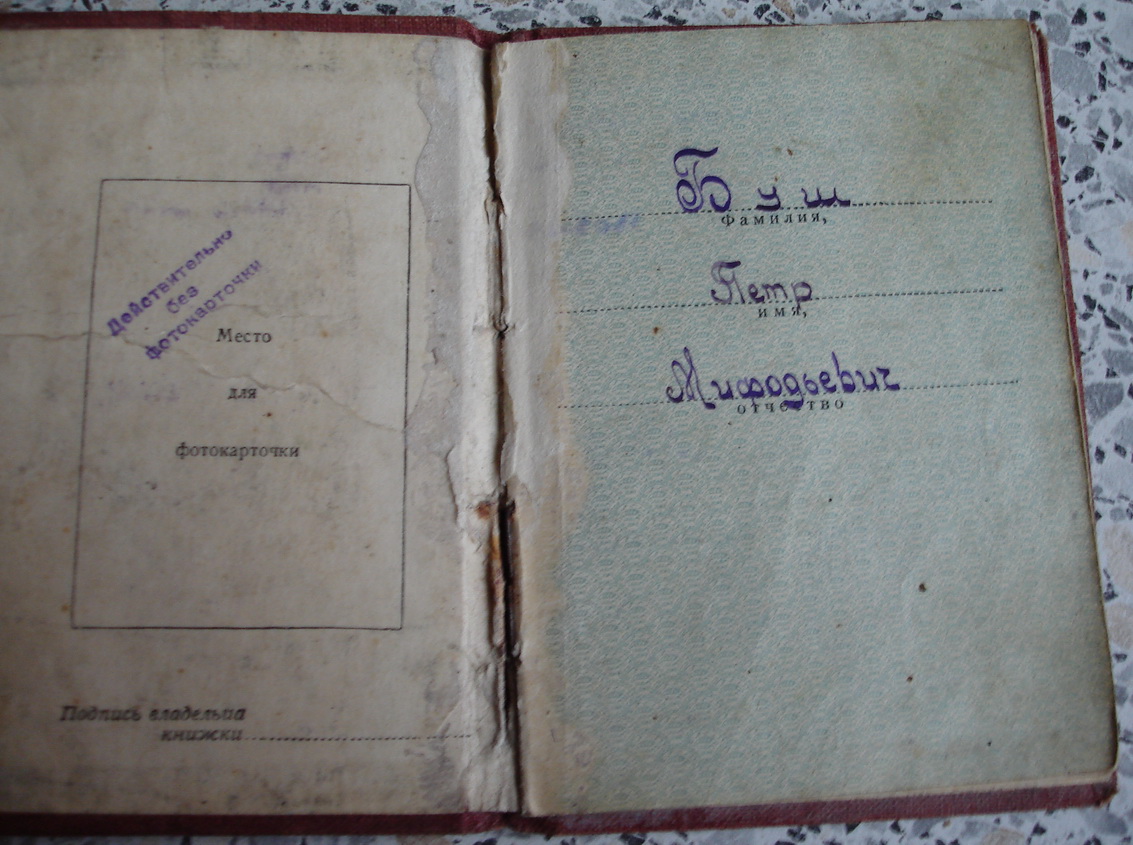 Действительно
без
фотокарточки
Место
для
фотокарточки
Подпись владельца
книжки
Буш
фамилия,
Петр
имя,
Мифодьевич
отчество